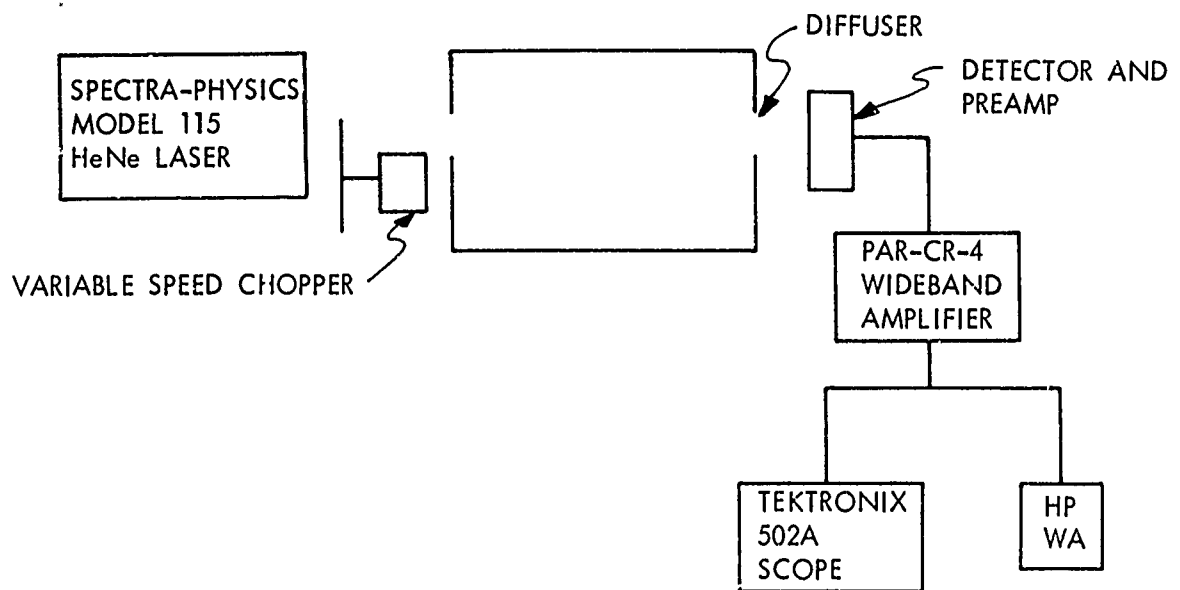 DIFFUSER
SPECTRA-PHYSICS
MODEL 115
HeNe LASER
DETECTOR AND
PREAMP
VARIABLE SPEED CHOPPER
PAR-CR-4
WIDEBAND
AMPLIFIER
TEKTRONIX
502A
SCOPE
HP
WA